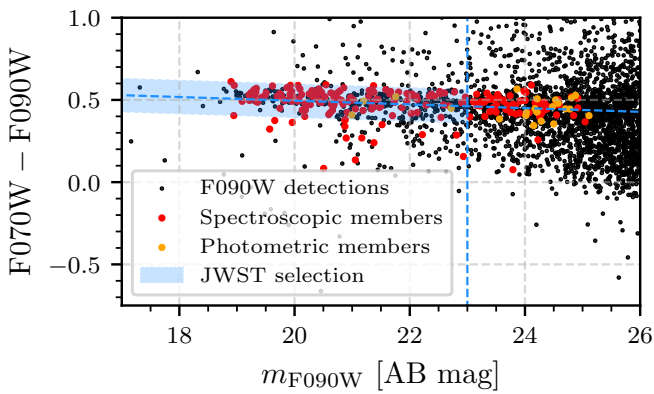 1.0
0.5
0.0
−0.5
F070W − F090W
F090W detections
Spectroscopic members
Photometric members
JWST selection
18 20 22 24 26
mF090W [AB mag]